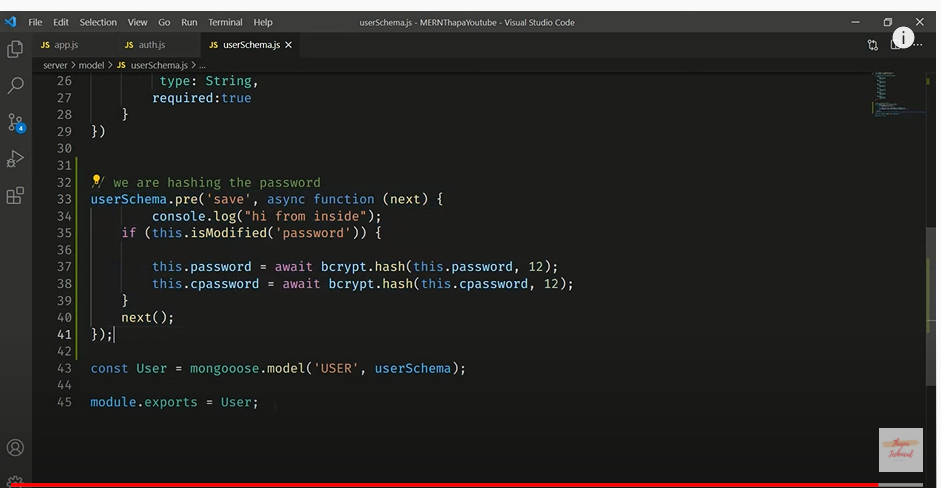 File Edit Selection View Go Run Terminal Help userSchema.js - MERNThapaYoutube - Visual Studio Code
JS app.js JS auth.js JS userSchema.js
server > model > JS userSchema.js > ...
26 type: String,
27 required:true
28 }
29 })
30
31
32 // we are hashing the password
33 userSchema.pre('save', async function (next) {
34 console.log("hi from inside");
35 if (this.isModified('password')) {
36
37 this.password = await bcrypt.hash(this.password, 12);
38 this.cpassword = await bcrypt.hash(this.cpassword, 12);
39 }
40 next();
41 });
42
43 const User = mongooose.model('USER', userSchema);
44
45 module.exports = User;
4
i
Thapa
Technical